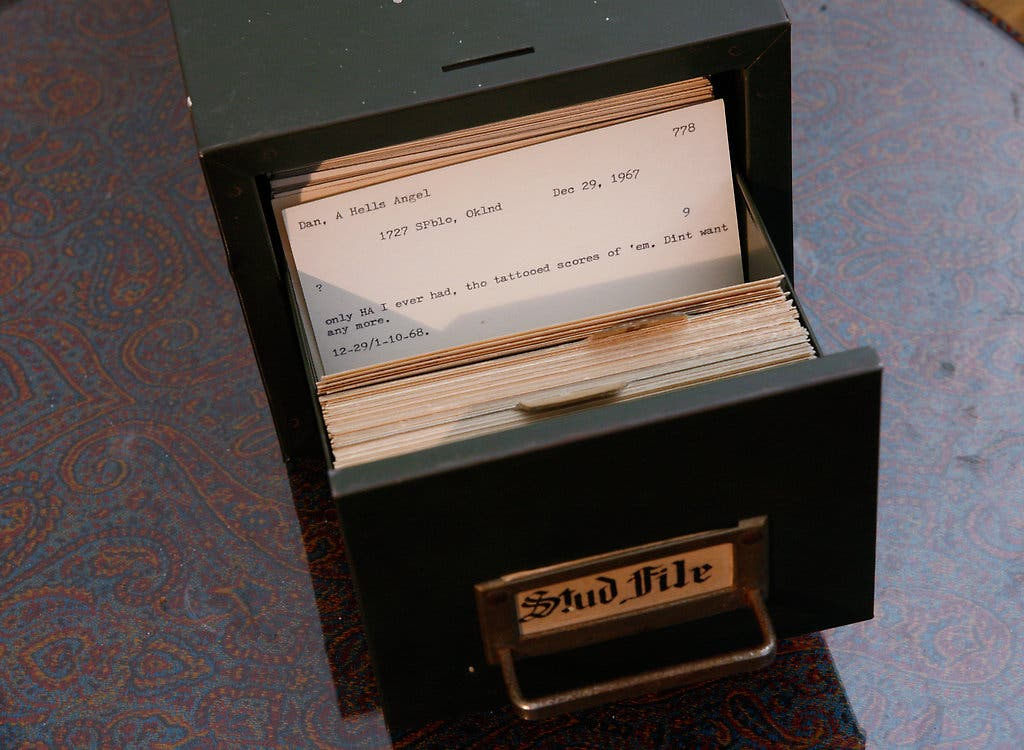 778
Dan, A Hells Angel Dec 29, 1967
1727 SPblo, Oklnd
9
?
only HA I ever had, tho tattooed scores of 'em. Dint want
any more.
12-29/1-10-68.
Stud File